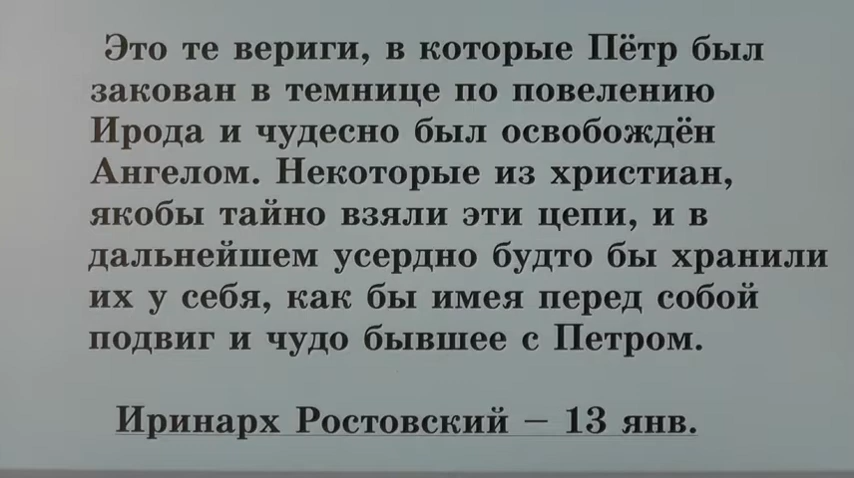 Это те вериги, в которые Пётр был
закован в темнице по повелению
Ирода и чудесно был освобождён
Ангелом. Некоторые из христиан,
якобы тайно взяли эти цепи, и в
дальнейшем усердно будто бы хранили
их у себя, как бы имея перед собой
подвиг и чудо бывшее с Петром.
Иринарх Ростовский – 13 янв.